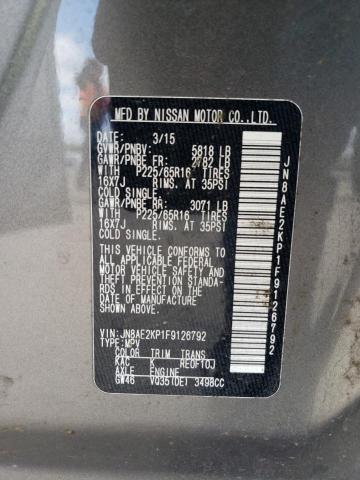 MFD BY NISSAN MOTOR CO.,LTD.
DATE: 3/15
GVWR/PNBV: 5818 LB
GAWR/PNBE FR: 2782 LB
WITH P225/65R16 TIRES
16X7J RIMS, AT 35PSI
COLD SINGLE.
GAWR/PNBE RA: 3071 LB
WITH P225/65R16 TIRES
16X7J RIMS, AT 35PSI
COLD SINGLE.
THIS VEHICLE CONFORMS TO
ALL APPLICABLE FEDERAL
MOTOR VEHICLE SAFETY AND
THEFT PREVENTION STANDA-
RDS IN EFFECT ON THE
DATE OF MANUFACTURE
SHOWN ABOVE.
VIN: JN8AE2KP1F9126792
TYPE: MPV
COLOR TRIM TRANS
KAC K RE0F10J
AXLE ENGINE
GW46 VQ35(DE) 3498CC
JN8AE2KP1F9126792